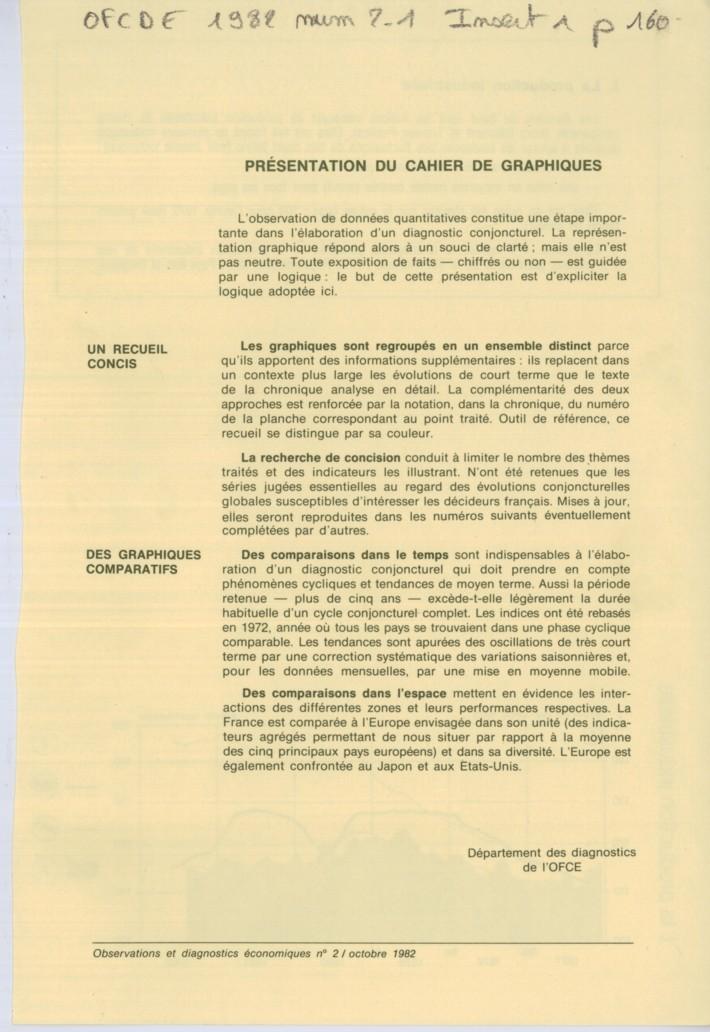 OFCDE 1982 num 2-1 Insert 1 p 160
PRÉSENTATION DU CAHIER DE GRAPHIQUES
L'observation de données quantitatives constitue une étape impor-
tante dans l'élaboration d'un diagnostic conjoncturel. La représen-
tation graphique répond alors à un souci de clarté ; mais elle n'est
pas neutre. Toute exposition de faits — chiffrés ou non — est guidée
par une logique : le but de cette présentation est d'expliciter la
logique adoptée ici.
UN RECUEIL
CONCIS
Les graphiques sont regroupés en un ensemble distinct parce
qu'ils apportent des informations supplémentaires : ils replacent dans
un contexte plus large les évolutions de court terme que le texte
de la chronique analyse en détail. La complémentarité des deux
approches est renforcée par la notation, dans la chronique, du numéro
de la planche correspondant au point traité. Outil de référence, ce
recueil se distingue par sa couleur.
La recherche de concision conduit à limiter le nombre des thèmes
traités et des indicateurs les illustrant. N'ont été retenues que les
séries jugées essentielles au regard des évolutions conjoncturelles
globales susceptibles d'intéresser les décideurs français. Mises à jour,
elles seront reproduites dans les numéros suivants éventuellement
complétées par d'autres.
DES GRAPHIQUES
COMPARATIFS
Des comparaisons dans le temps sont indispensables à l'élabo-
ration d'un diagnostic conjoncturel qui doit prendre en compte
phénomènes cycliques et tendances de moyen terme. Aussi la période
retenue — plus de cinq ans — excède-t-elle légèrement la durée
habituelle d'un cycle conjoncturel complet. Les indices ont été rebasés
en 1972, année où tous les pays se trouvaient dans une phase cyclique
comparable. Les tendances sont apurées des oscillations de très court
terme par une correction systématique des variations saisonnières et,
pour les données mensuelles, par une mise en moyenne mobile.
Des comparaisons dans l'espace mettent en évidence les inter-
actions des différentes zones et leurs performances respectives. La
France est comparée à l'Europe envisagée dans son unité (des indica-
teurs agrégés permettant de nous situer par rapport à la moyenne
des cinq principaux pays européens) et dans sa diversité. L'Europe est
également confrontée au Japon et aux Etats-Unis.
Département des diagnostics
de l'OFCE
Observations et diagnostics économiques n° 2 / octobre 1982